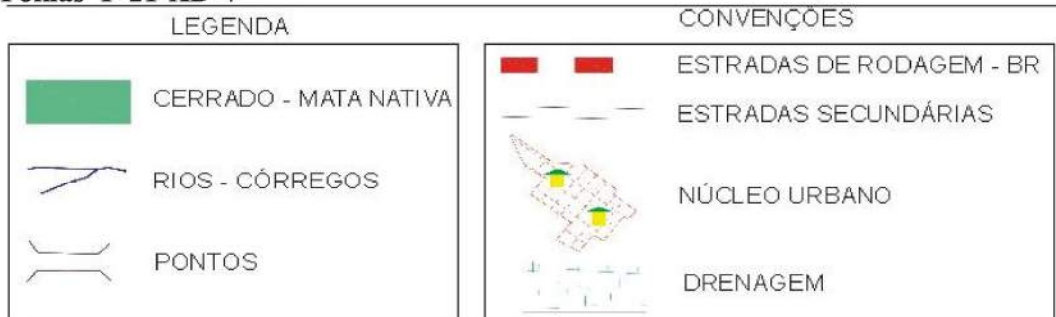 LEGENDA
CERRADO - MATA NATIVA
RIOS - CÓRREGOS
PONTOS
CONVENÇÕES
ESTRADAS DE RODAGEM - BR
ESTRADAS SECUNDÁRIAS
NÚCLEO URBANO
DRENAGEM